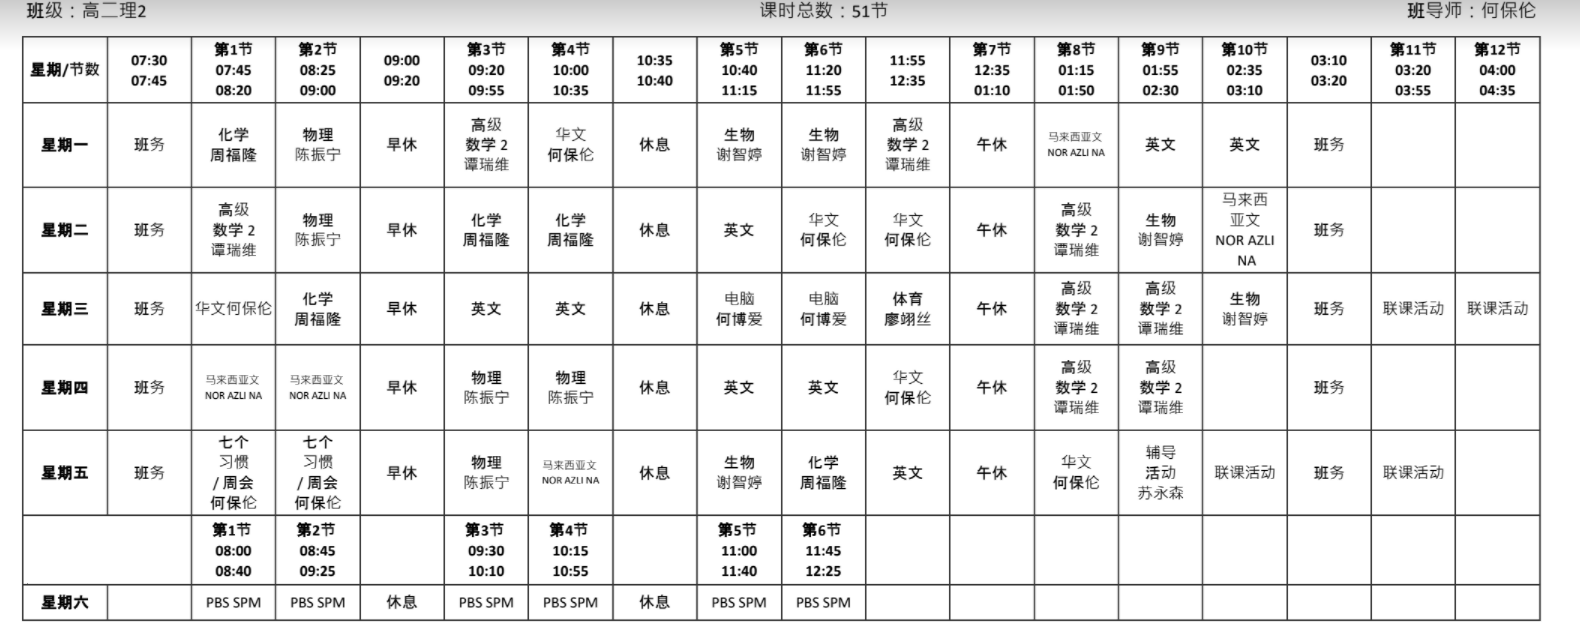 班级：高二理2 课时总数：51节 班导师：何保伦
星期/节数 07:30 07:45 第1节 07:45 08:20 第2节 08:25 09:00 09:00 09:20 第3节 09:20 09:55 第4节 10:00 10:35 10:35 10:40 第5节 10:40 11:15 第6节 11:20 11:55 11:55 12:35 第7节 12:35 01:10 第8节 01:15 01:50 第9节 01:55 02:30 第10节 02:35 03:10 03:10 03:20 第11节 03:20 03:55 第12节 04:00 04:35
星期一 班务 化学 周福隆 物理 陈振宁 早休 高级 数学 2 谭瑞维 华文 何保伦 休息 生物 谢智婷 生物 谢智婷 高级 数学 2 谭瑞维 午休 马来西亚文 NOR AZLI NA 英文 英文 班务
星期二 班务 高级 数学 2 谭瑞维 物理 陈振宁 早休 化学 周福隆 化学 周福隆 休息 英文 华文 何保伦 华文 何保伦 午休 高级 数学 2 谭瑞维 生物 谢智婷 马来西 亚文 NOR AZLI NA 班务
星期三 班务 华文何保伦 化学 周福隆 早休 英文 英文 休息 电脑 何博爱 电脑 何博爱 体育 廖翊丝 午休 高级 数学 2 谭瑞维 高级 数学 2 谭瑞维 生物 谢智婷 班务 联课活动 联课活动
星期四 班务 马来西亚文 NOR AZLI NA 马来西亚文 NOR AZLI NA 早休 物理 陈振宁 物理 陈振宁 休息 英文 英文 华文 何保伦 午休 高级 数学 2 谭瑞维 高级 数学 2 谭瑞维 班务
星期五 班务 七个 习惯 / 周会 何保伦 七个 习惯 / 周会 何保伦 早休 物理 陈振宁 马来西亚文 NOR AZLI NA 休息 生物 谢智婷 化学 周福隆 英文 午休 华文 何保伦 辅导 活动 苏永森 联课活动 班务 联课活动
第1节 08:00 08:40 第2节 08:45 09:25 第3节 09:30 10:10 第4节 10:15 10:55 第5节 11:00 11:40 第6节 11:45 12:25
星期六 PBS SPM PBS SPM 休息 PBS SPM PBS SPM 休息 PBS SPM PBS SPM